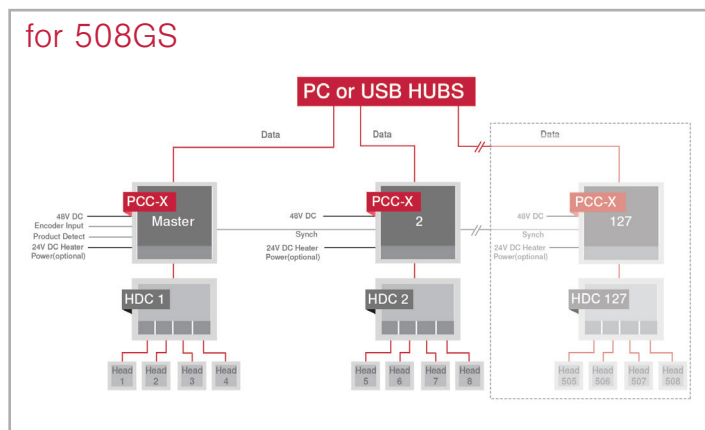 for 508GS
PC or USB HUBS
Data
Data
Data
PCC-X
Master
48V DC
Encoder Input
Product Detect
24V DC Heater
Power(optional)
PCC-X
2
48V DC
Synch
24V DC Heater
Power(optional)
PCC-X
127
48V DC
Synch
24V DC Heater
Power(optional)
HDC 1
HDC 2
HDC 127
Head
1
Head
2
Head
3
Head
4
Head
5
Head
6
Head
7
Head
8
Head
505
Head
506
Head
507
Head
508